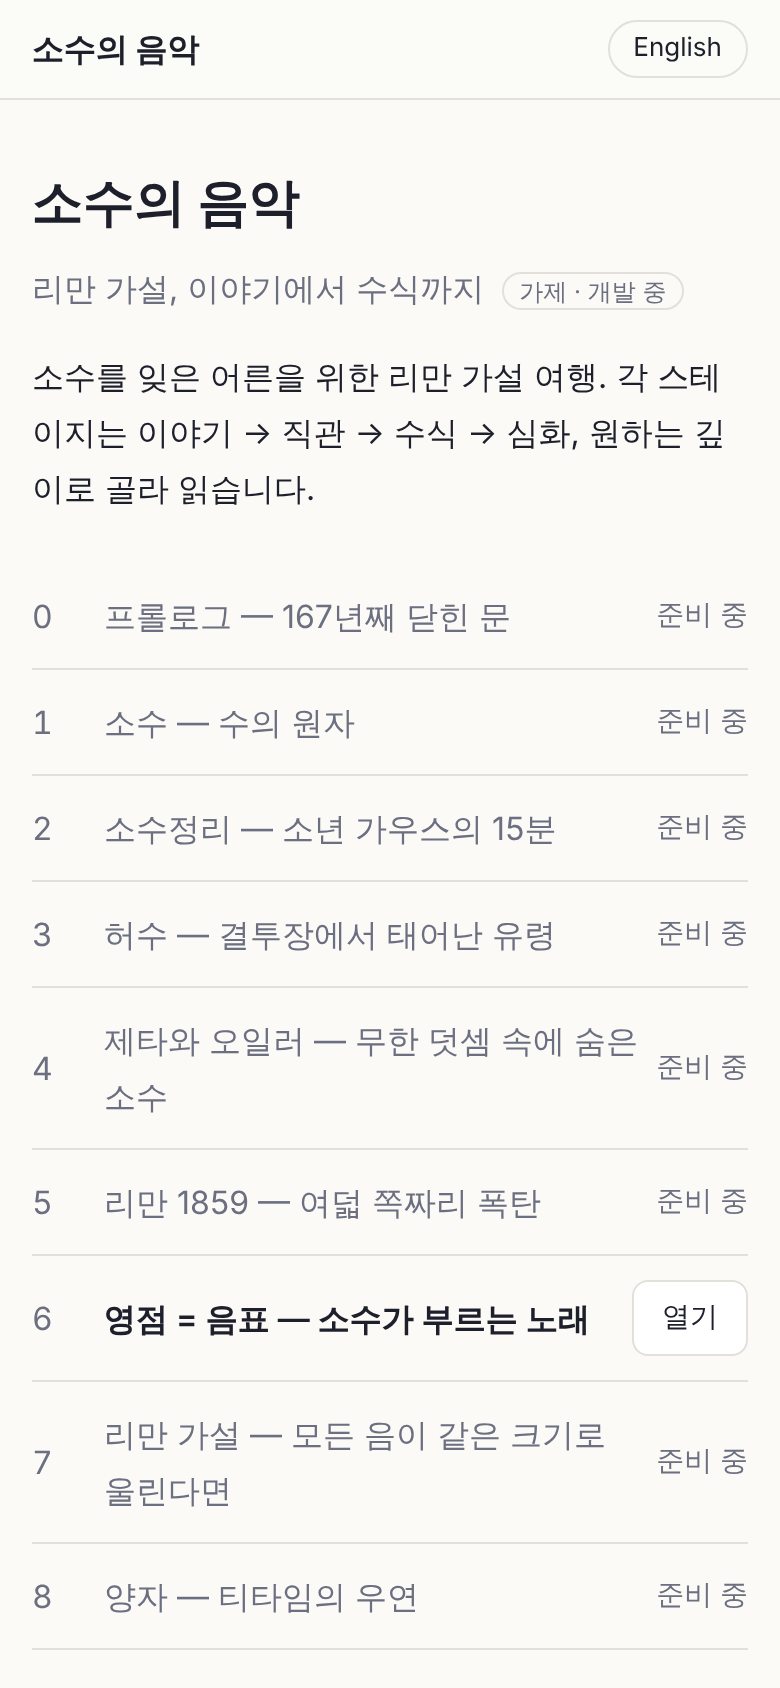 소수의 음악
English
소수의 음악
리만 가설, 이야기에서 수식까지 가제 · 개발 중
소수를 잊은 어른을 위한 리만 가설 여행. 각 스테
이지는 이야기 → 직관 → 수식 → 심화, 원하는 깊
이로 골라 읽습니다.
0 프롤로그 — 167년째 닫힌 문 준비 중
1 소수 — 수의 원자 준비 중
2 소수정리 — 소년 가우스의 15분 준비 중
3 허수 — 결투장에서 태어난 유령 준비 중
4 제타와 오일러 — 무한 덧셈 속에 숨은 준비 중
소수
5 리만 1859 — 여덟 쪽짜리 폭탄 준비 중
6 영점 = 음표 — 소수가 부르는 노래 열기
7 리만 가설 — 모든 음이 같은 크기로 준비 중
울린다면
8 양자 — 티타임의 우연 준비 중